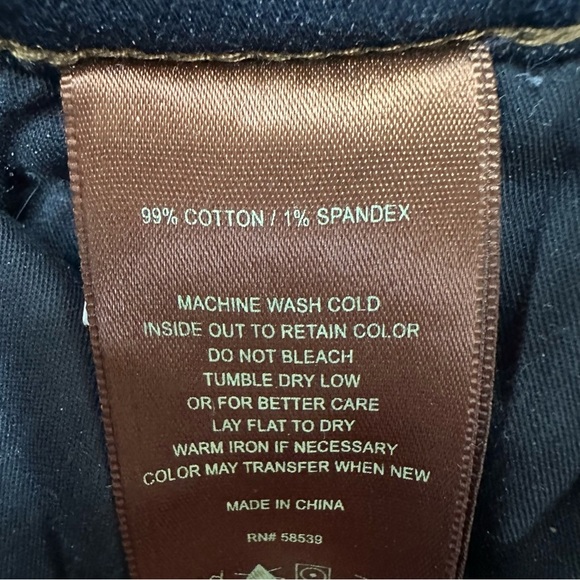 99% COTTON / 1% SPANDEX
MACHINE WASH COLD
INSIDE OUT TO RETAIN COLOR
DO NOT BLEACH
TUMBLE DRY LOW
OR FOR BETTER CARE
LAY FLAT TO DRY
WARM IRON IF NECESSARY
COLOR MAY TRANSFER WHEN NEW
MADE IN CHINA
RN# 58539